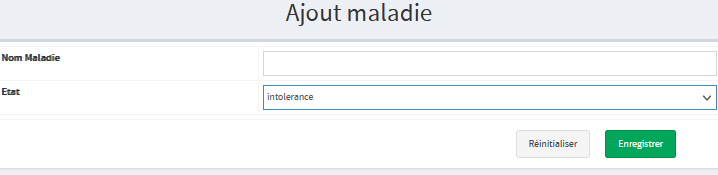 Ajout maladie
Nom Maladie
Etat
intolerance
Réinitialiser
Enregistrer